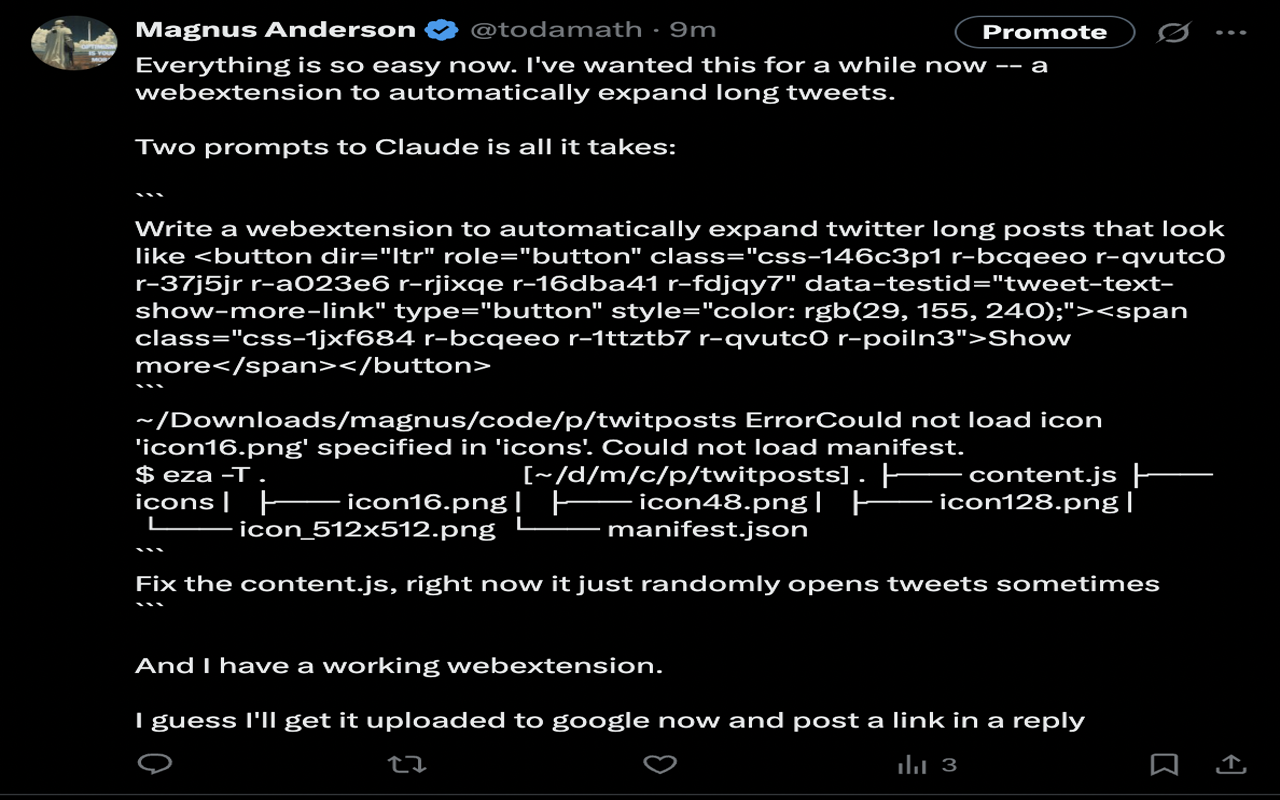 Magnus Anderson @todamath · 9m Promote
Everything is so easy now. I've wanted this for a while now -- a
webextension to automatically expand long tweets.
Two prompts to Claude is all it takes:
```
Write a webextension to automatically expand twitter long posts that look
like <button dir="ltr" role="button" class="css-146c3p1 r-bcqeeo r-qvutc0
r-37j5jr r-a023e6 r-rjixqe r-16dba41 r-fdjqy7" data-testid="tweet-text-
show-more-link" type="button" style="color: rgb(29, 155, 240);"><span
class="css-1jxf684 r-bcqeeo r-1ttztb7 r-qvutc0 r-poiln3">Show
more</span></button>
```
~/Downloads/magnus/code/p/twitposts ErrorCould not load icon
'icon16.png' specified in 'icons'. Could not load manifest.
$ eza -T . [~/d/m/c/p/twitposts] . ├── content.js ├──
icons │ ├── icon16.png │ ├── icon48.png │ ├── icon128.png │
└── icon_512x512.png └── manifest.json
```
Fix the content.js, right now it just randomly opens tweets sometimes
```
And I have a working webextension.
I guess I'll get it uploaded to google now and post a link in a reply
3